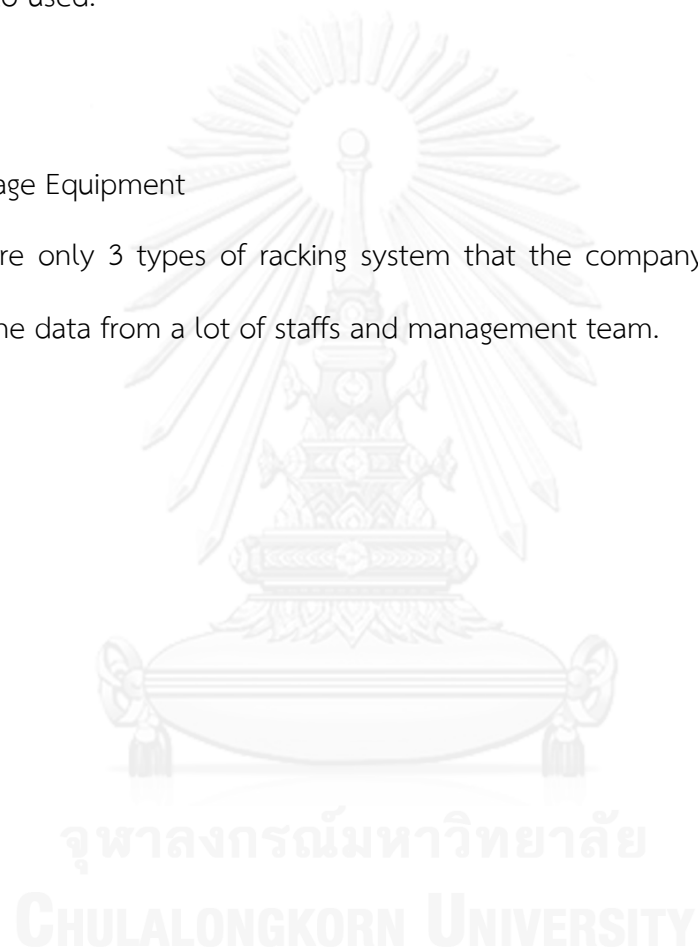 used.
age Equipment
re only 3 types of racking system that the company
ne data from a lot of staffs and management team.
จุฬาลงกรณ์มหาวิทยาลัย
CHULALONGKORN UNIVERSITY